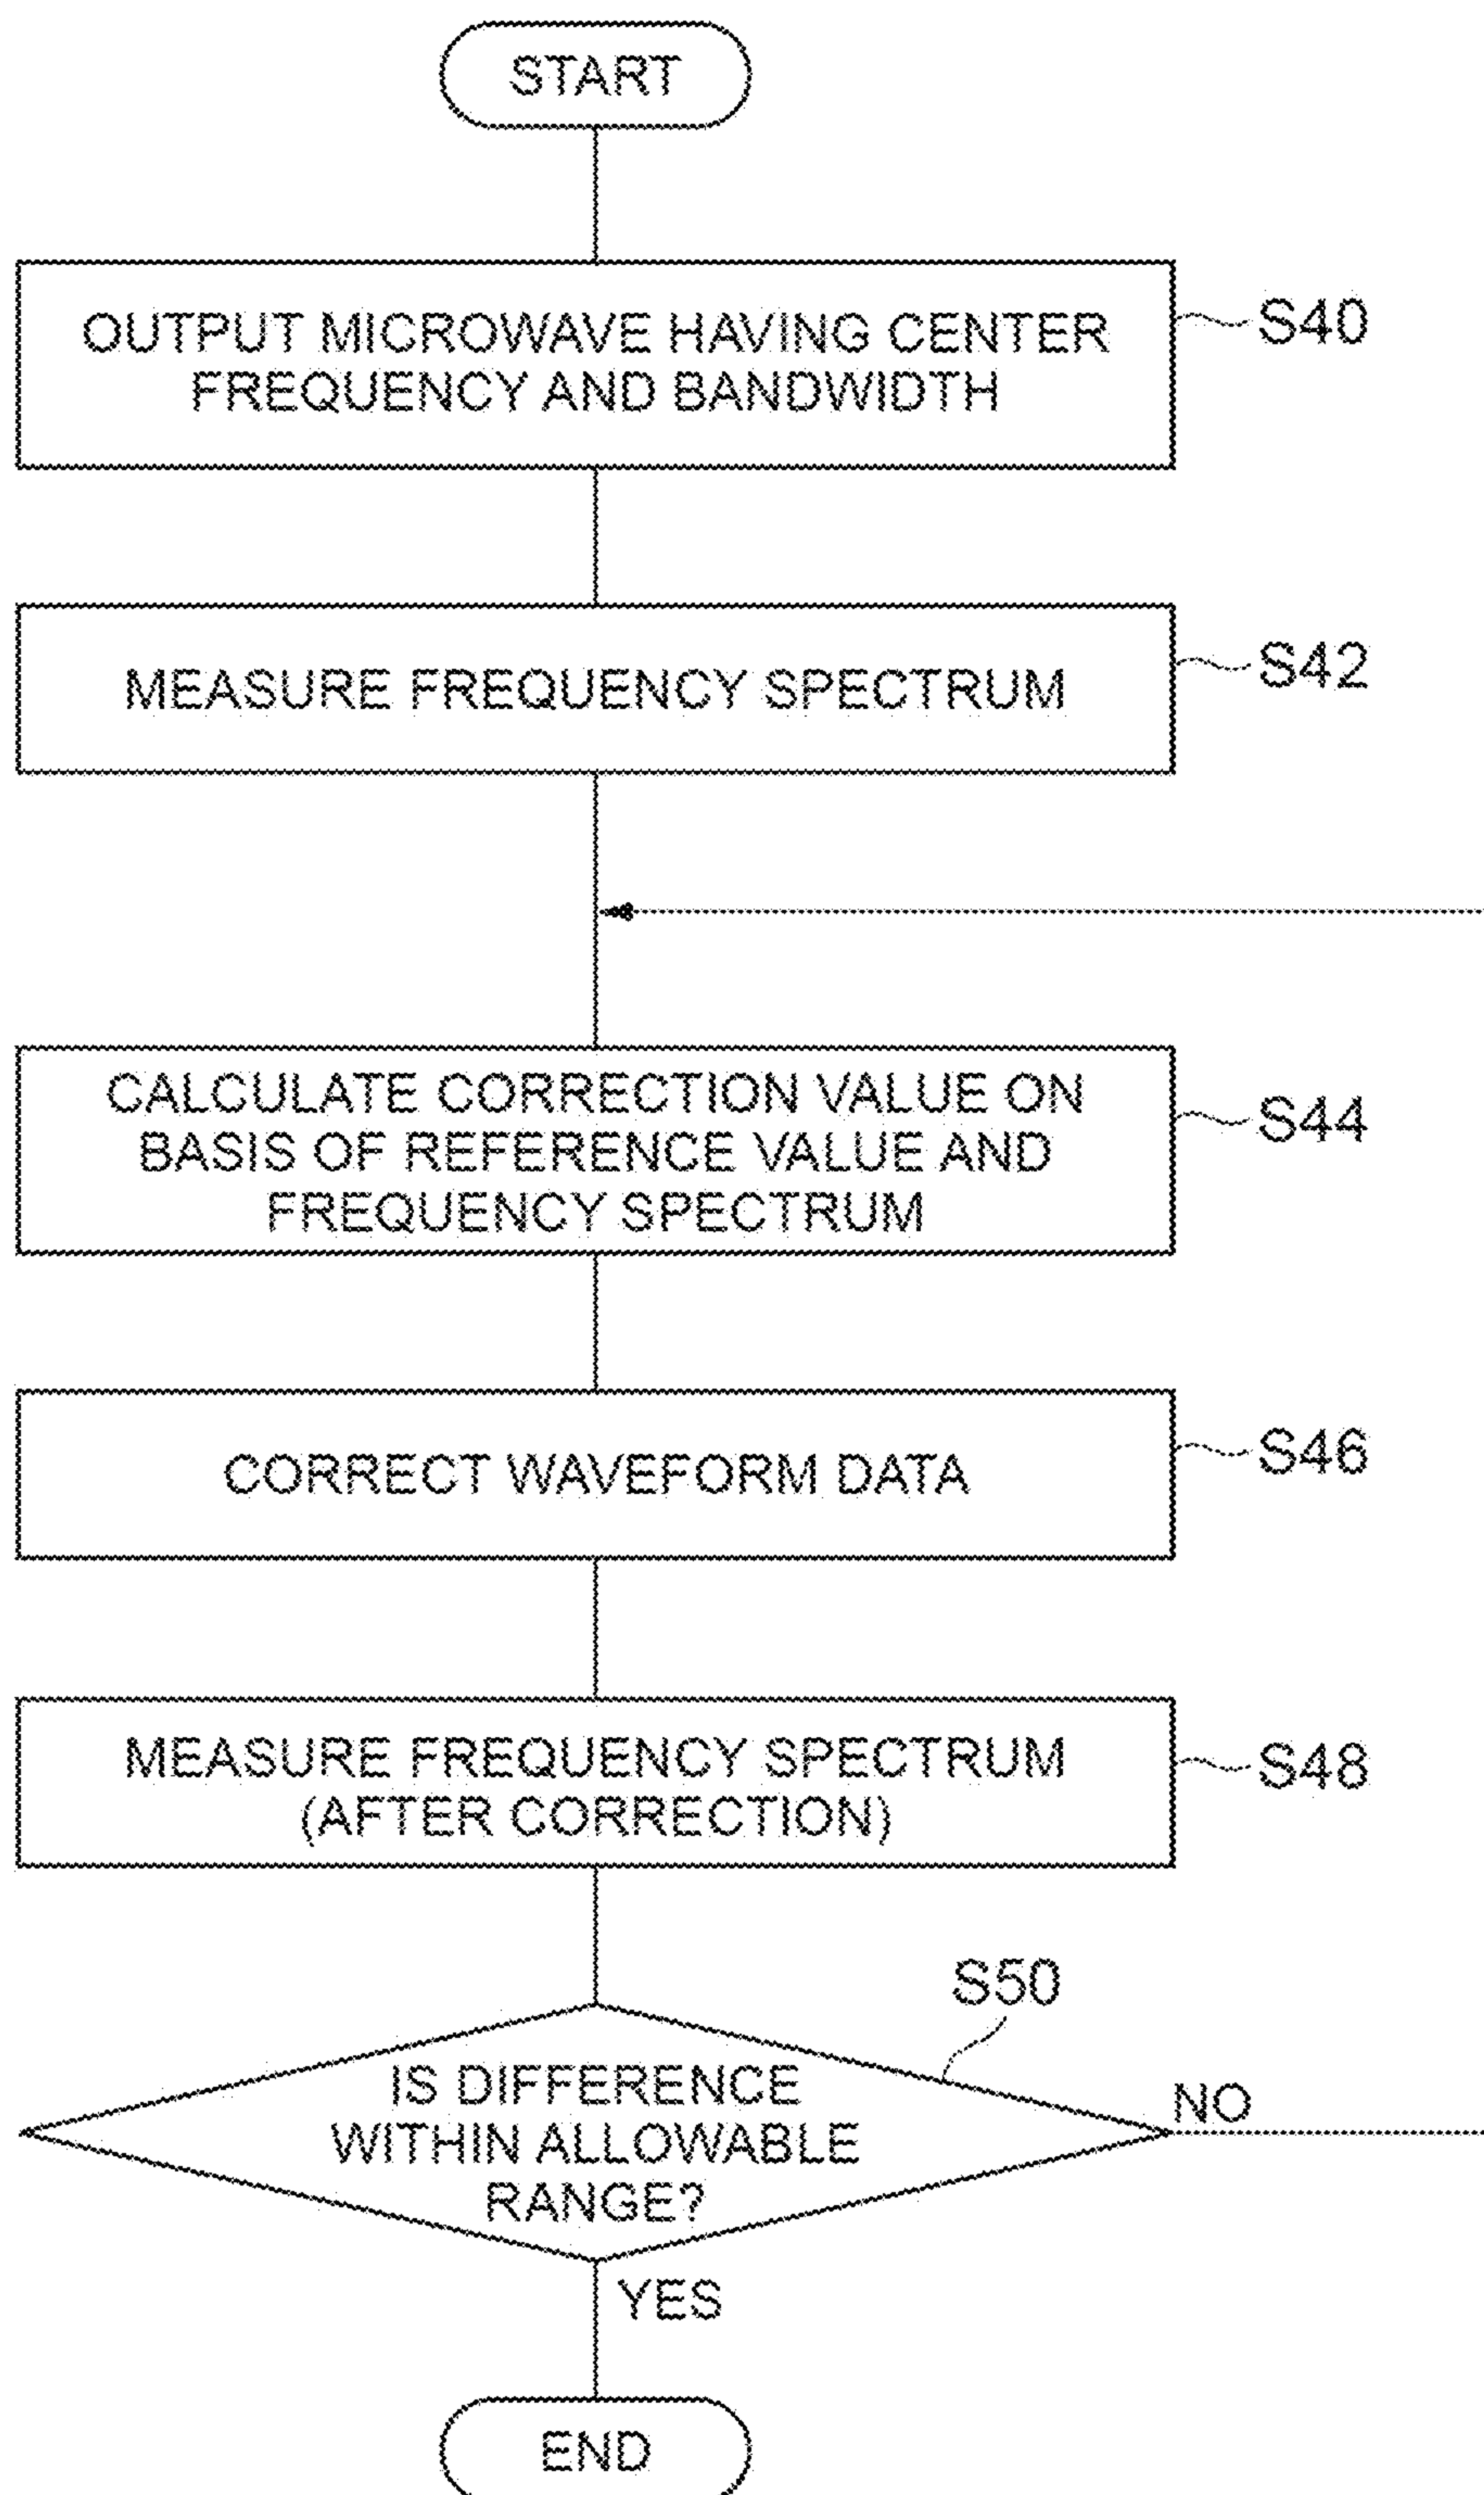 START
OUTPUT MICROWAVE HAVING CENTER
FREQUENCY AND BANDWIDTH
S40
MEASURE FREQUENCY SPECTRUM
S42
CALCULATE CORRECTION VALUE ON
BASIS OF REFERENCE VALUE AND
FREQUENCY SPECTRUM
S44
CORRECT WAVEFORM DATA
S46
MEASURE FREQUENCY SPECTRUM
(AFTER CORRECTION)
S48
S50
IS DIFFERENCE
WITHIN ALLOWABLE
RANGE?
NO
YES
END